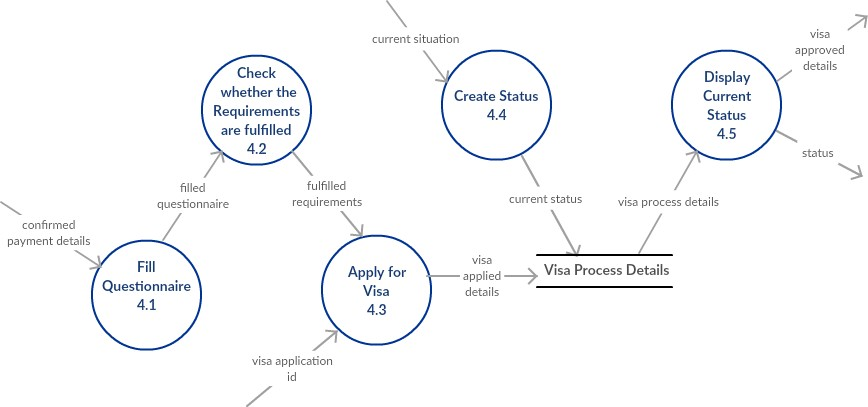 current situation
visa
approved
details
Check
whether the
Requirements
are fulfilled
4.2
Create Status
4.4
Display
Current
Status
4.5
status
filled
questionnaire
fulfilled
requirements
current status
visa process details
confirmed
payment details
Fill
Questionnaire
4.1
Apply for
Visa
4.3
visa
applied
details
Visa Process Details
visa application
id